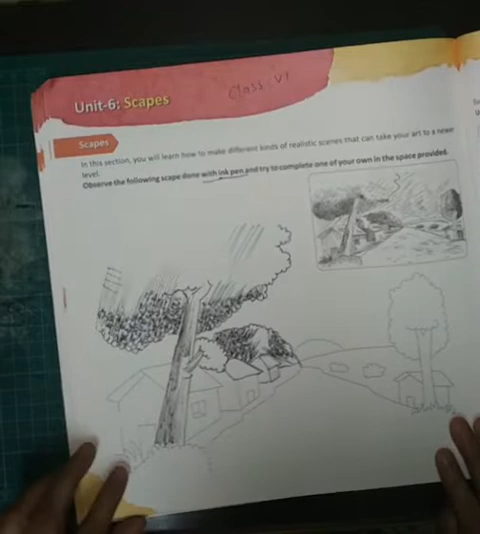 Unit-6: Scapes
Class: VI
Scapes
In this section, you will learn how to make different kinds of realistic scenes that can take your art to a newer
level.
Observe the following scape done with ink pen and try to complete one of your own in the space provided.